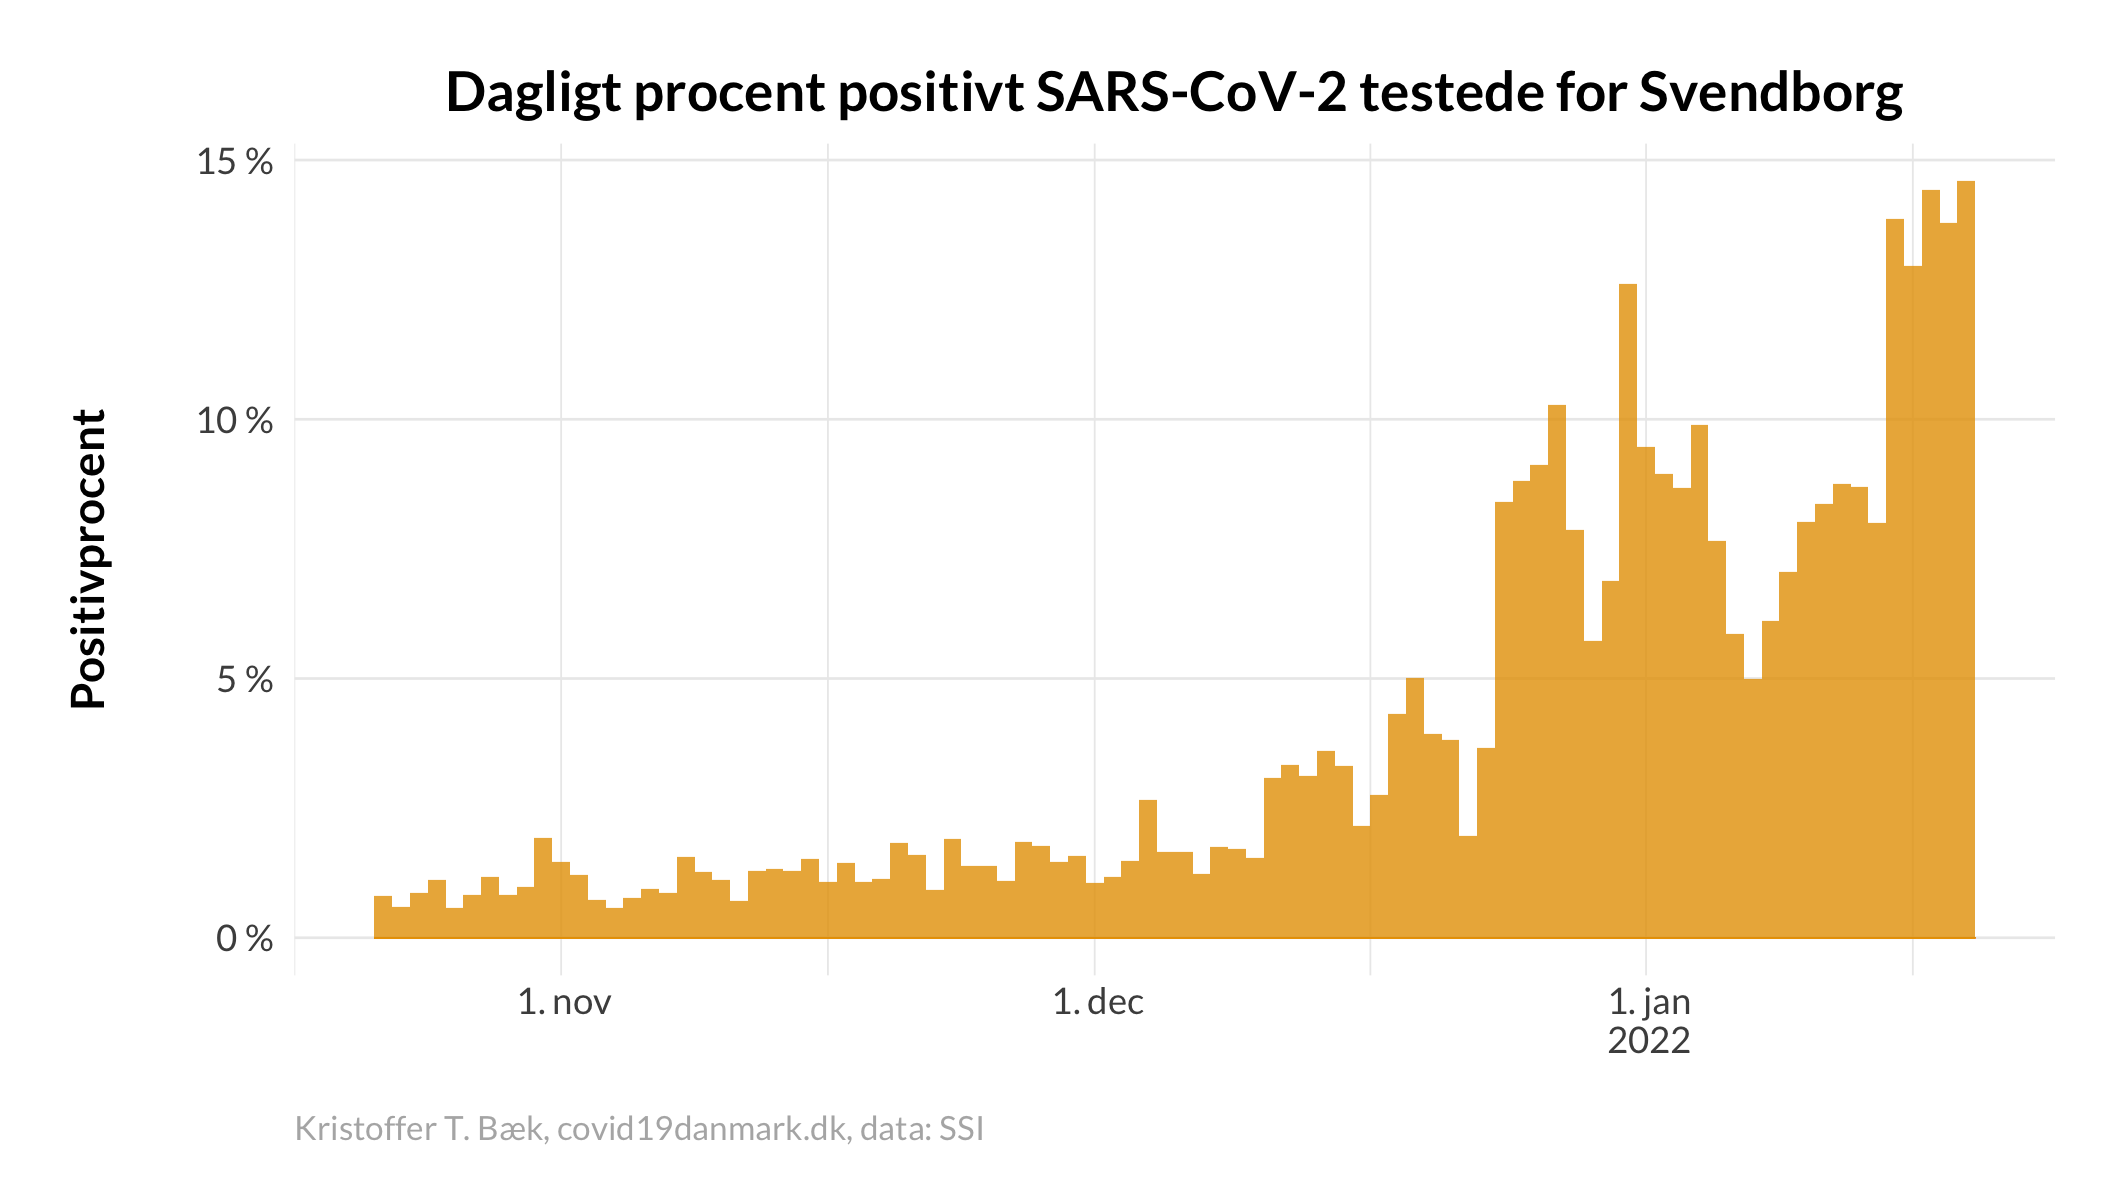 Dagligt procent positivt SARS-CoV-2 testede for Svendborg
Positivprocent
15 %
10 %
5 %
0 %
1. nov
1. dec
1. jan
2022
Kristoffer T. Bæk, covid19danmark.dk, data: SSI